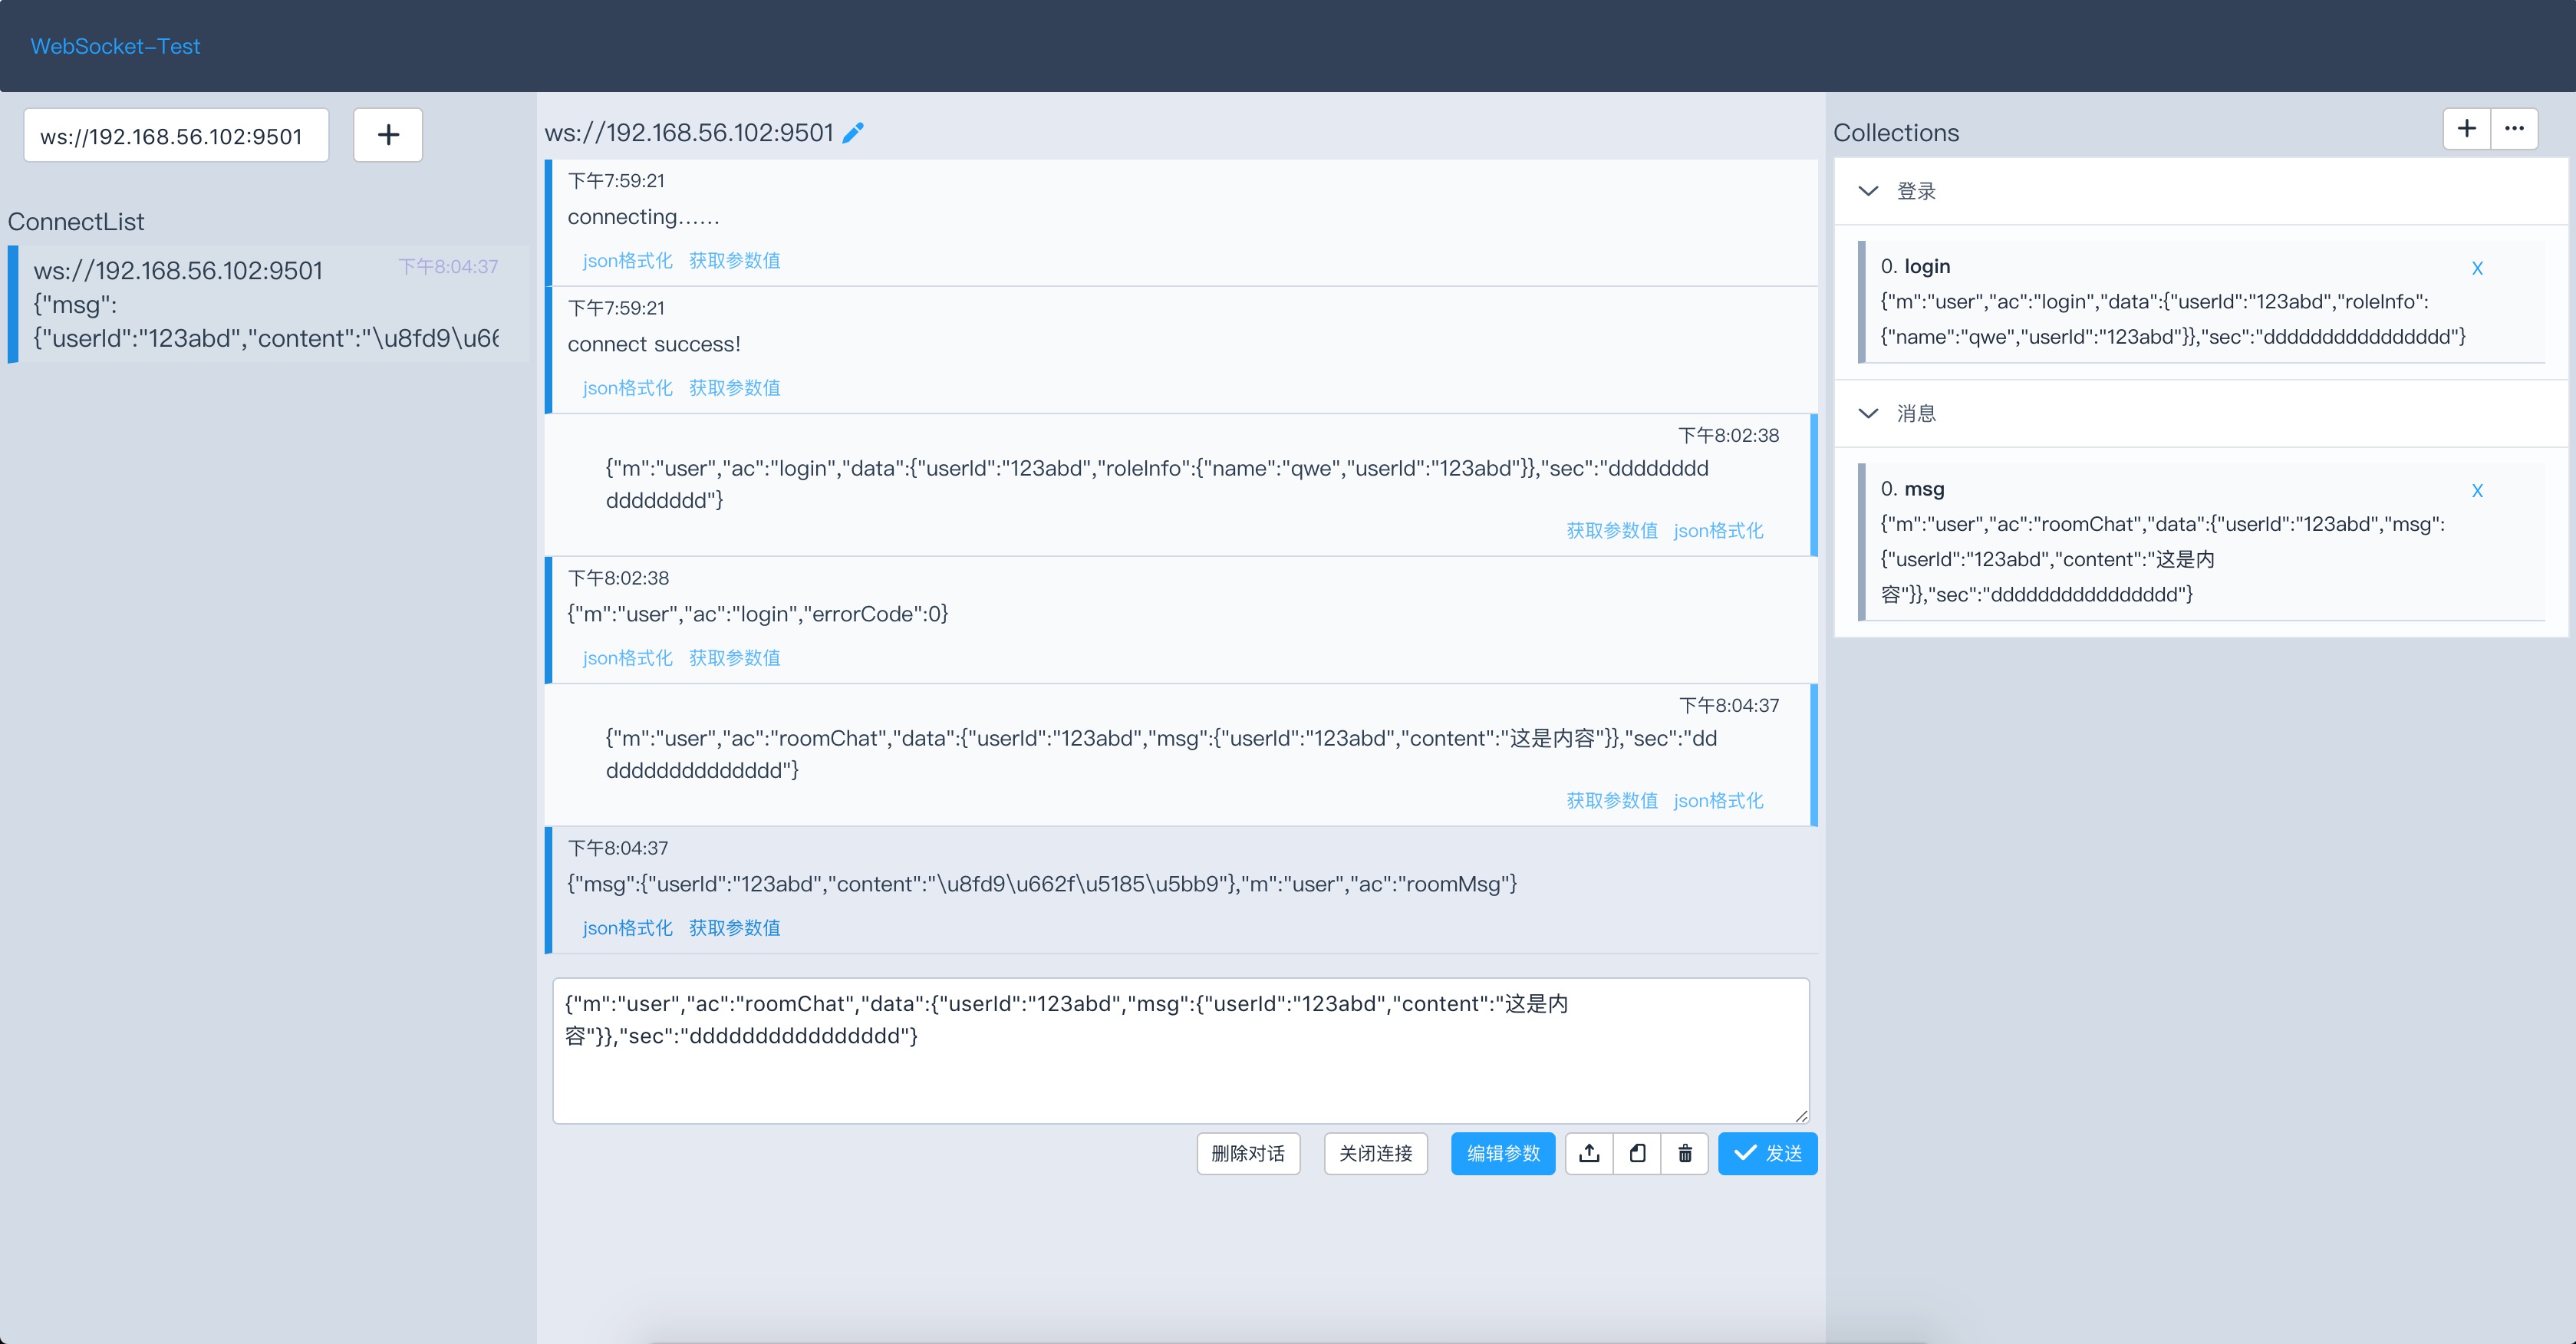 WebSocket-Test
ws://192.168.56.102:9501
ConnectList
ws://192.168.56.102:9501
下午8:04:37
{"msg":
{"userId":"123abd","content":"\u8fd9\u66
ws://192.168.56.102:9501
下午7:59:21
connecting......
json格式化 获取参数值
下午7:59:21
connect success!
json格式化 获取参数值
下午8:02:38
{"m":"user","ac":"login","data":{"userId":"123abd","roleInfo":{"name":"qwe","userId":"123abd"}},"sec":"dddddddd
dddddddd"}
获取参数值 json格式化
下午8:02:38
{"m":"user","ac":"login","errorCode":0}
json格式化 获取参数值
下午8:04:37
{"m":"user","ac":"roomChat","data":{"userId":"123abd","msg":{"userId":"123abd","content":"这是内容"}},"sec":"dd
dddddddddddddd"}
获取参数值 json格式化
下午8:04:37
{"msg":{"userId":"123abd","content":"\u8fd9\u662f\u5185\u5bb9"},"m":"user","ac":"roomMsg"}
json格式化 获取参数值
{"m":"user","ac":"roomChat","data":{"userId":"123abd","msg":{"userId":"123abd","content":"这是内
容"}},"sec":"dddddddddddddddd"}
删除对话 关闭连接 编辑参数 发送
Collections
登录
0. login X
{"m":"user","ac":"login","data":{"userId":"123abd","roleInfo":
{"name":"qwe","userId":"123abd"}},"sec":"dddddddddddddddd"}
消息
0. msg X
{"m":"user","ac":"roomChat","data":{"userId":"123abd","msg":
{"userId":"123abd","content":"这是内
容"}},"sec":"dddddddddddddddd"}